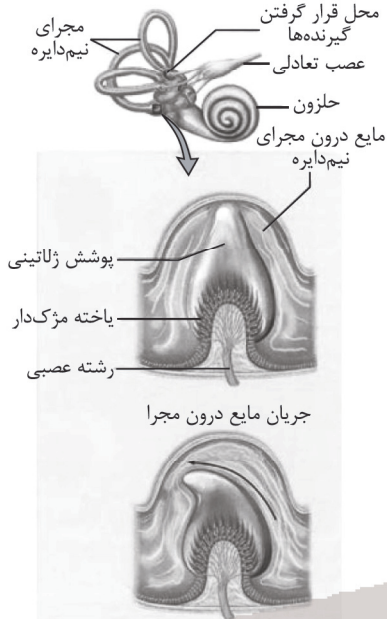 محل قرار گرفتن
گیرنده‌ها
مجرای
نیم‌دایره
عصب تعادلی
حلزون
مایع درون مجرای
نیم‌دایره
پوشش ژلاتینی
یاخته مژک‌دار
رشته عصبی
جریان مایع درون مجرا